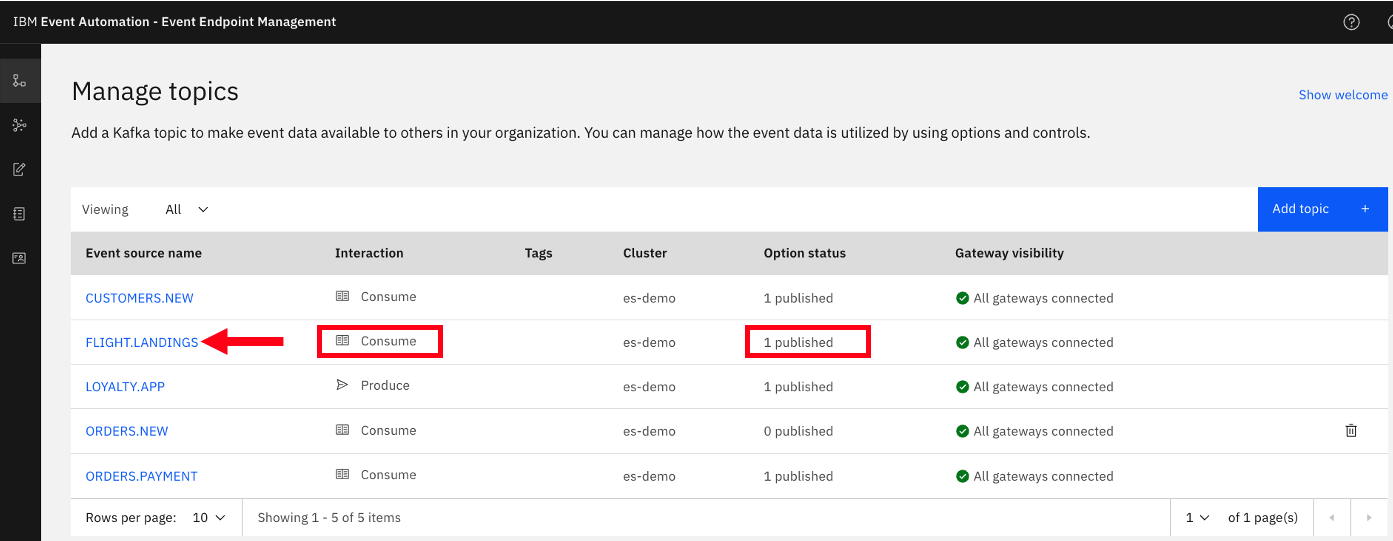 IBM Event Automation - Event Endpoint Management
Manage topics
Show welcome
Add a Kafka topic to make event data available to others in your organization. You can manage how the event data is utilized by using options and controls.
Viewing All Add topic +
Event source name Interaction Tags Cluster Option status Gateway visibility
CUSTOMERS.NEW Consume es-demo 1 published All gateways connected
FLIGHT.LANDINGS Consume es-demo 1 published All gateways connected
LOYALTY.APP Produce es-demo 1 published All gateways connected
ORDERS.NEW Consume es-demo 0 published All gateways connected
ORDERS.PAYMENT Consume es-demo 1 published All gateways connected
Rows per page: 10 Showing 1 - 5 of 5 items 1 of 1 page(s)